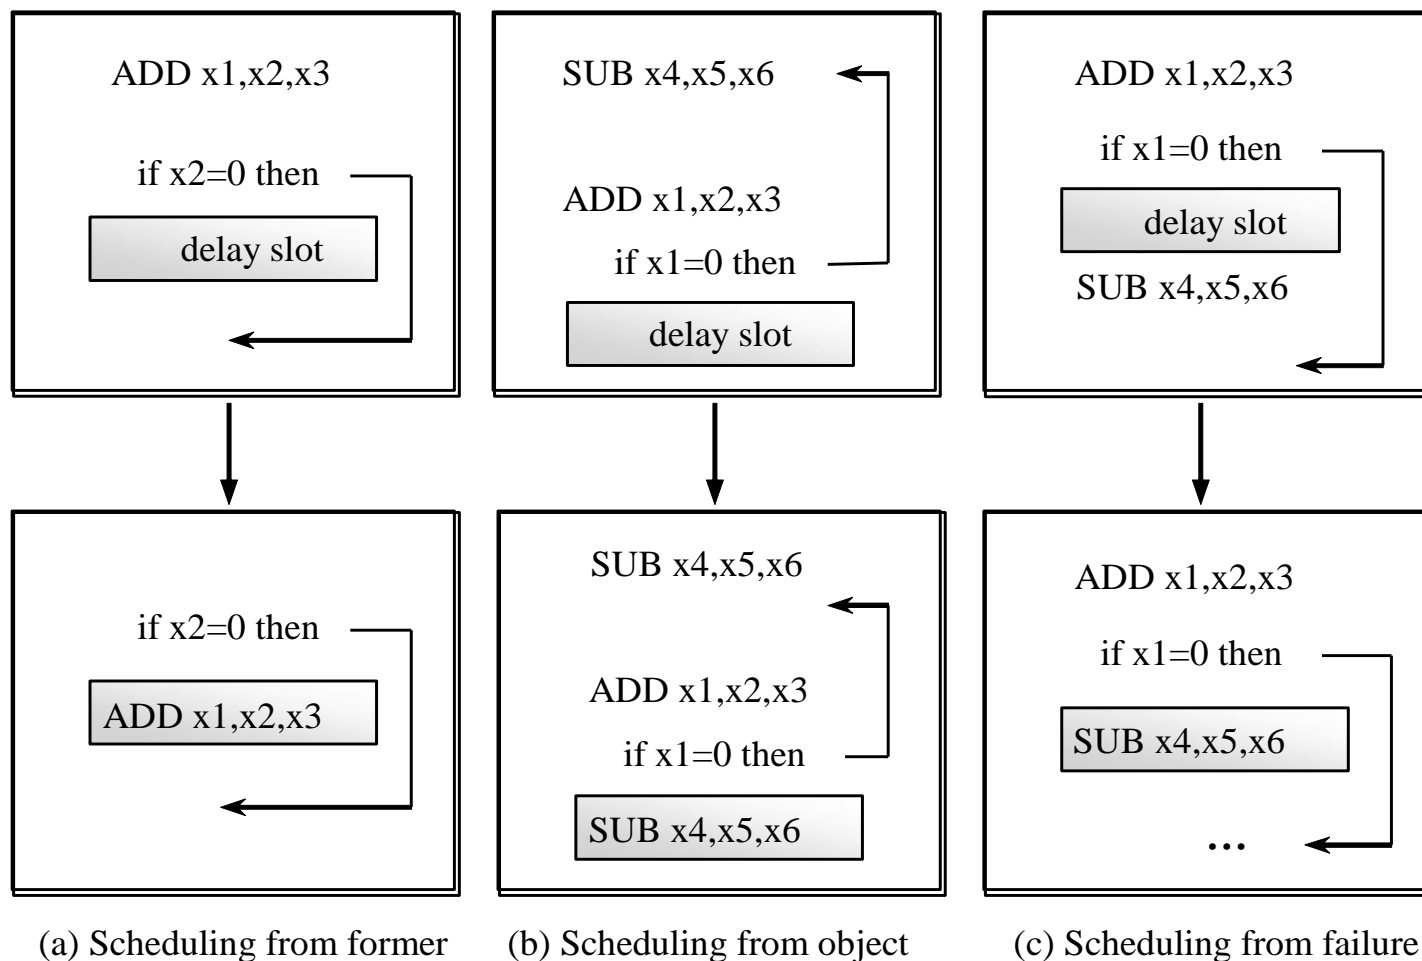 ADD x1,x2,x3
if x2=0 then
delay slot
SUB x4,x5,x6
ADD x1,x2,x3
if x1=0 then
delay slot
ADD x1,x2,x3
if x1=0 then
delay slot
SUB x4,x5,x6
if x2=0 then
ADD x1,x2,x3
SUB x4,x5,x6
ADD x1,x2,x3
if x1=0 then
SUB x4,x5,x6
ADD x1,x2,x3
if x1=0 then
SUB x4,x5,x6
...
(a) Scheduling from former
(b) Scheduling from object
(c) Scheduling from failure